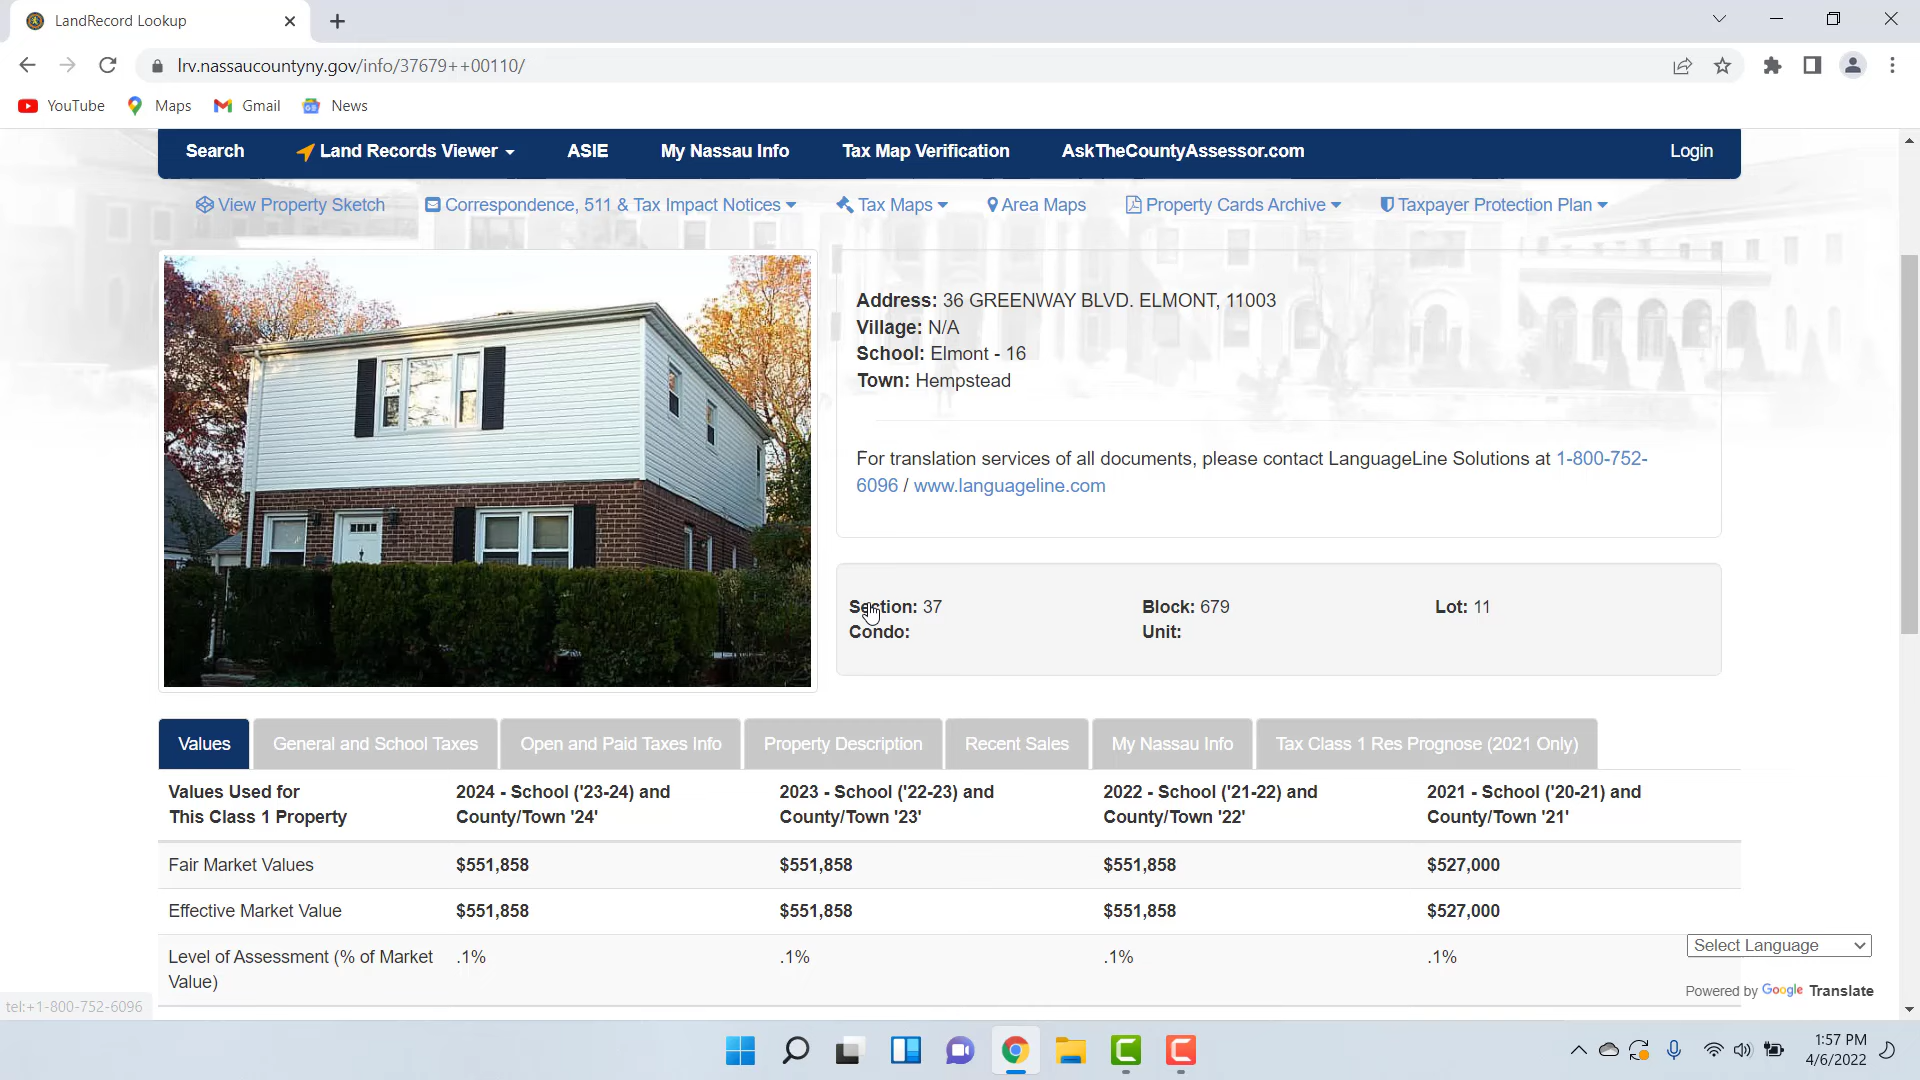 LandRecord Lookup
lrv.nassaucountyny.gov/info/37679++00110/
YouTube Maps Gmail News
Search Land Records Viewer ASIE My Nassau Info Tax Map Verification AskTheCountyAssessor.com Login
View Property Sketch Correspondence, 511 & Tax Impact Notices Tax Maps Area Maps Property Cards Archive Taxpayer Protection Plan
Address: 36 GREENWAY BLVD. ELMONT, 11003
Village: N/A
School: Elmont - 16
Town: Hempstead
For translation services of all documents, please contact LanguageLine Solutions at 1-800-752-
6096 / www.languageline.com
Section: 37 Block: 679 Lot: 11
Condo: Unit:
Values General and School Taxes Open and Paid Taxes Info Property Description Recent Sales My Nassau Info Tax Class 1 Res Prognose (2021 Only)
Values Used for 2024 - School ('23-24) and 2023 - School ('22-23) and 2022 - School ('21-22) and 2021 - School ('20-21) and
This Class 1 Property County/Town '24' County/Town '23' County/Town '22' County/Town '21'
Fair Market Values $551,858 $551,858 $551,858 $527,000
Effective Market Value $551,858 $551,858 $551,858 $527,000
Level of Assessment (% of Market .1% .1% .1% .1%
Value)
Select Language
Powered by Google Translate
tel:+1-800-752-6096
1:57 PM
4/6/2022